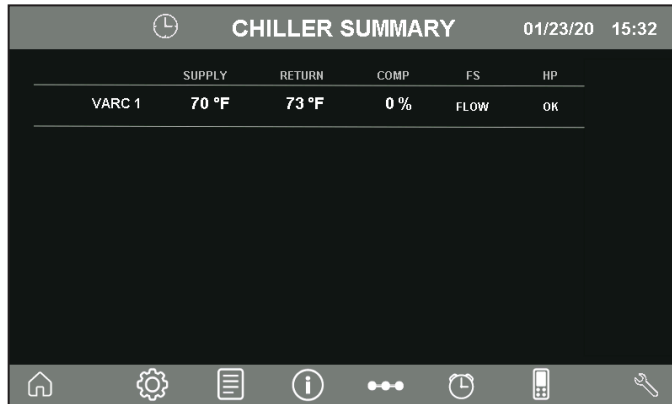 CHILLER SUMMARY 01/23/20 15:32
SUPPLY RETURN COMP FS HP
VARC 1 70 °F 73 °F 0 % FLOW OK